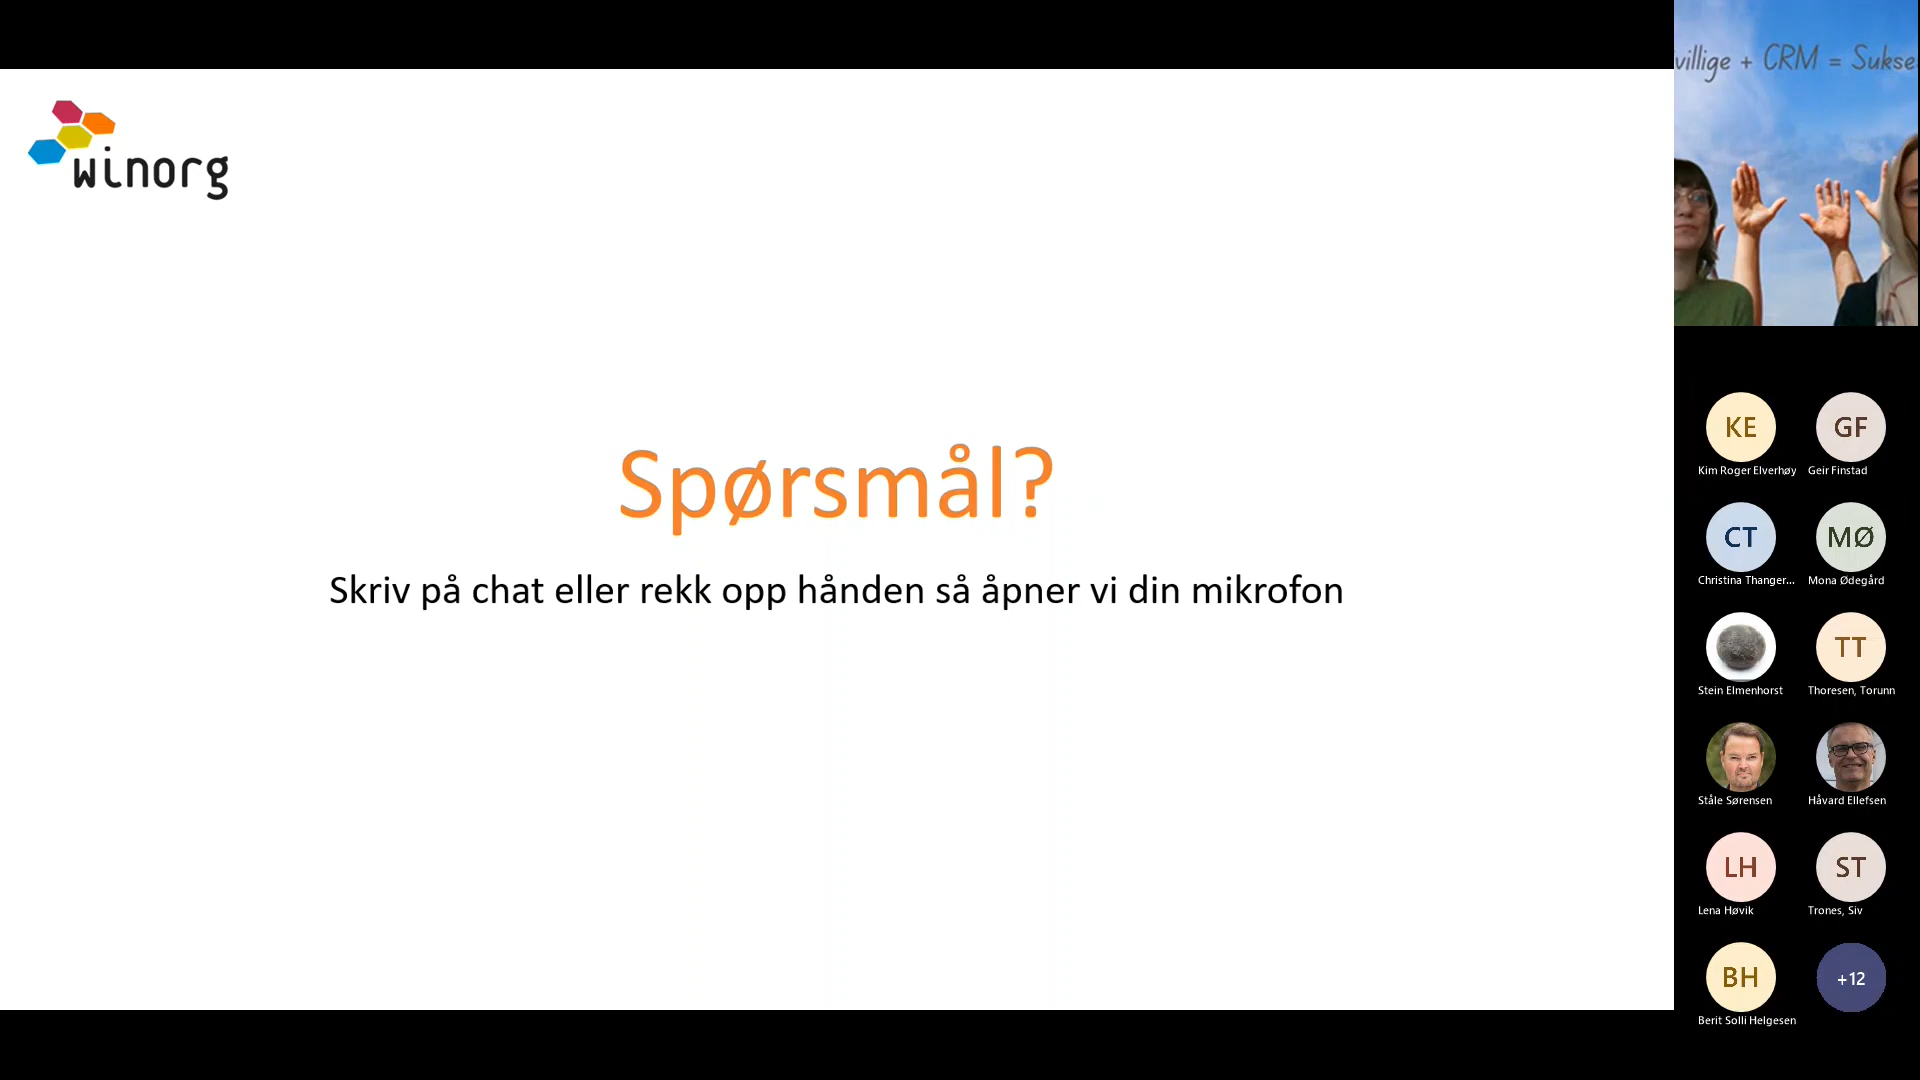 winorg
Spørsmål?
Skriv på chat eller rekk opp hånden så åpner vi din mikrofon
villige + CRM = Sukse
KE
GF
Kim Roger Elverhøy
Geir Finstad
CT
MØ
Christina Thanger...
Mona Ødegård
TT
Stein Elmenhorst
Thoresen, Torunn
Ståle Sørensen
Håvard Ellefsen
LH
ST
Lena Høvik
Trones, Siv
BH
+12
Berit Solli Helgesen